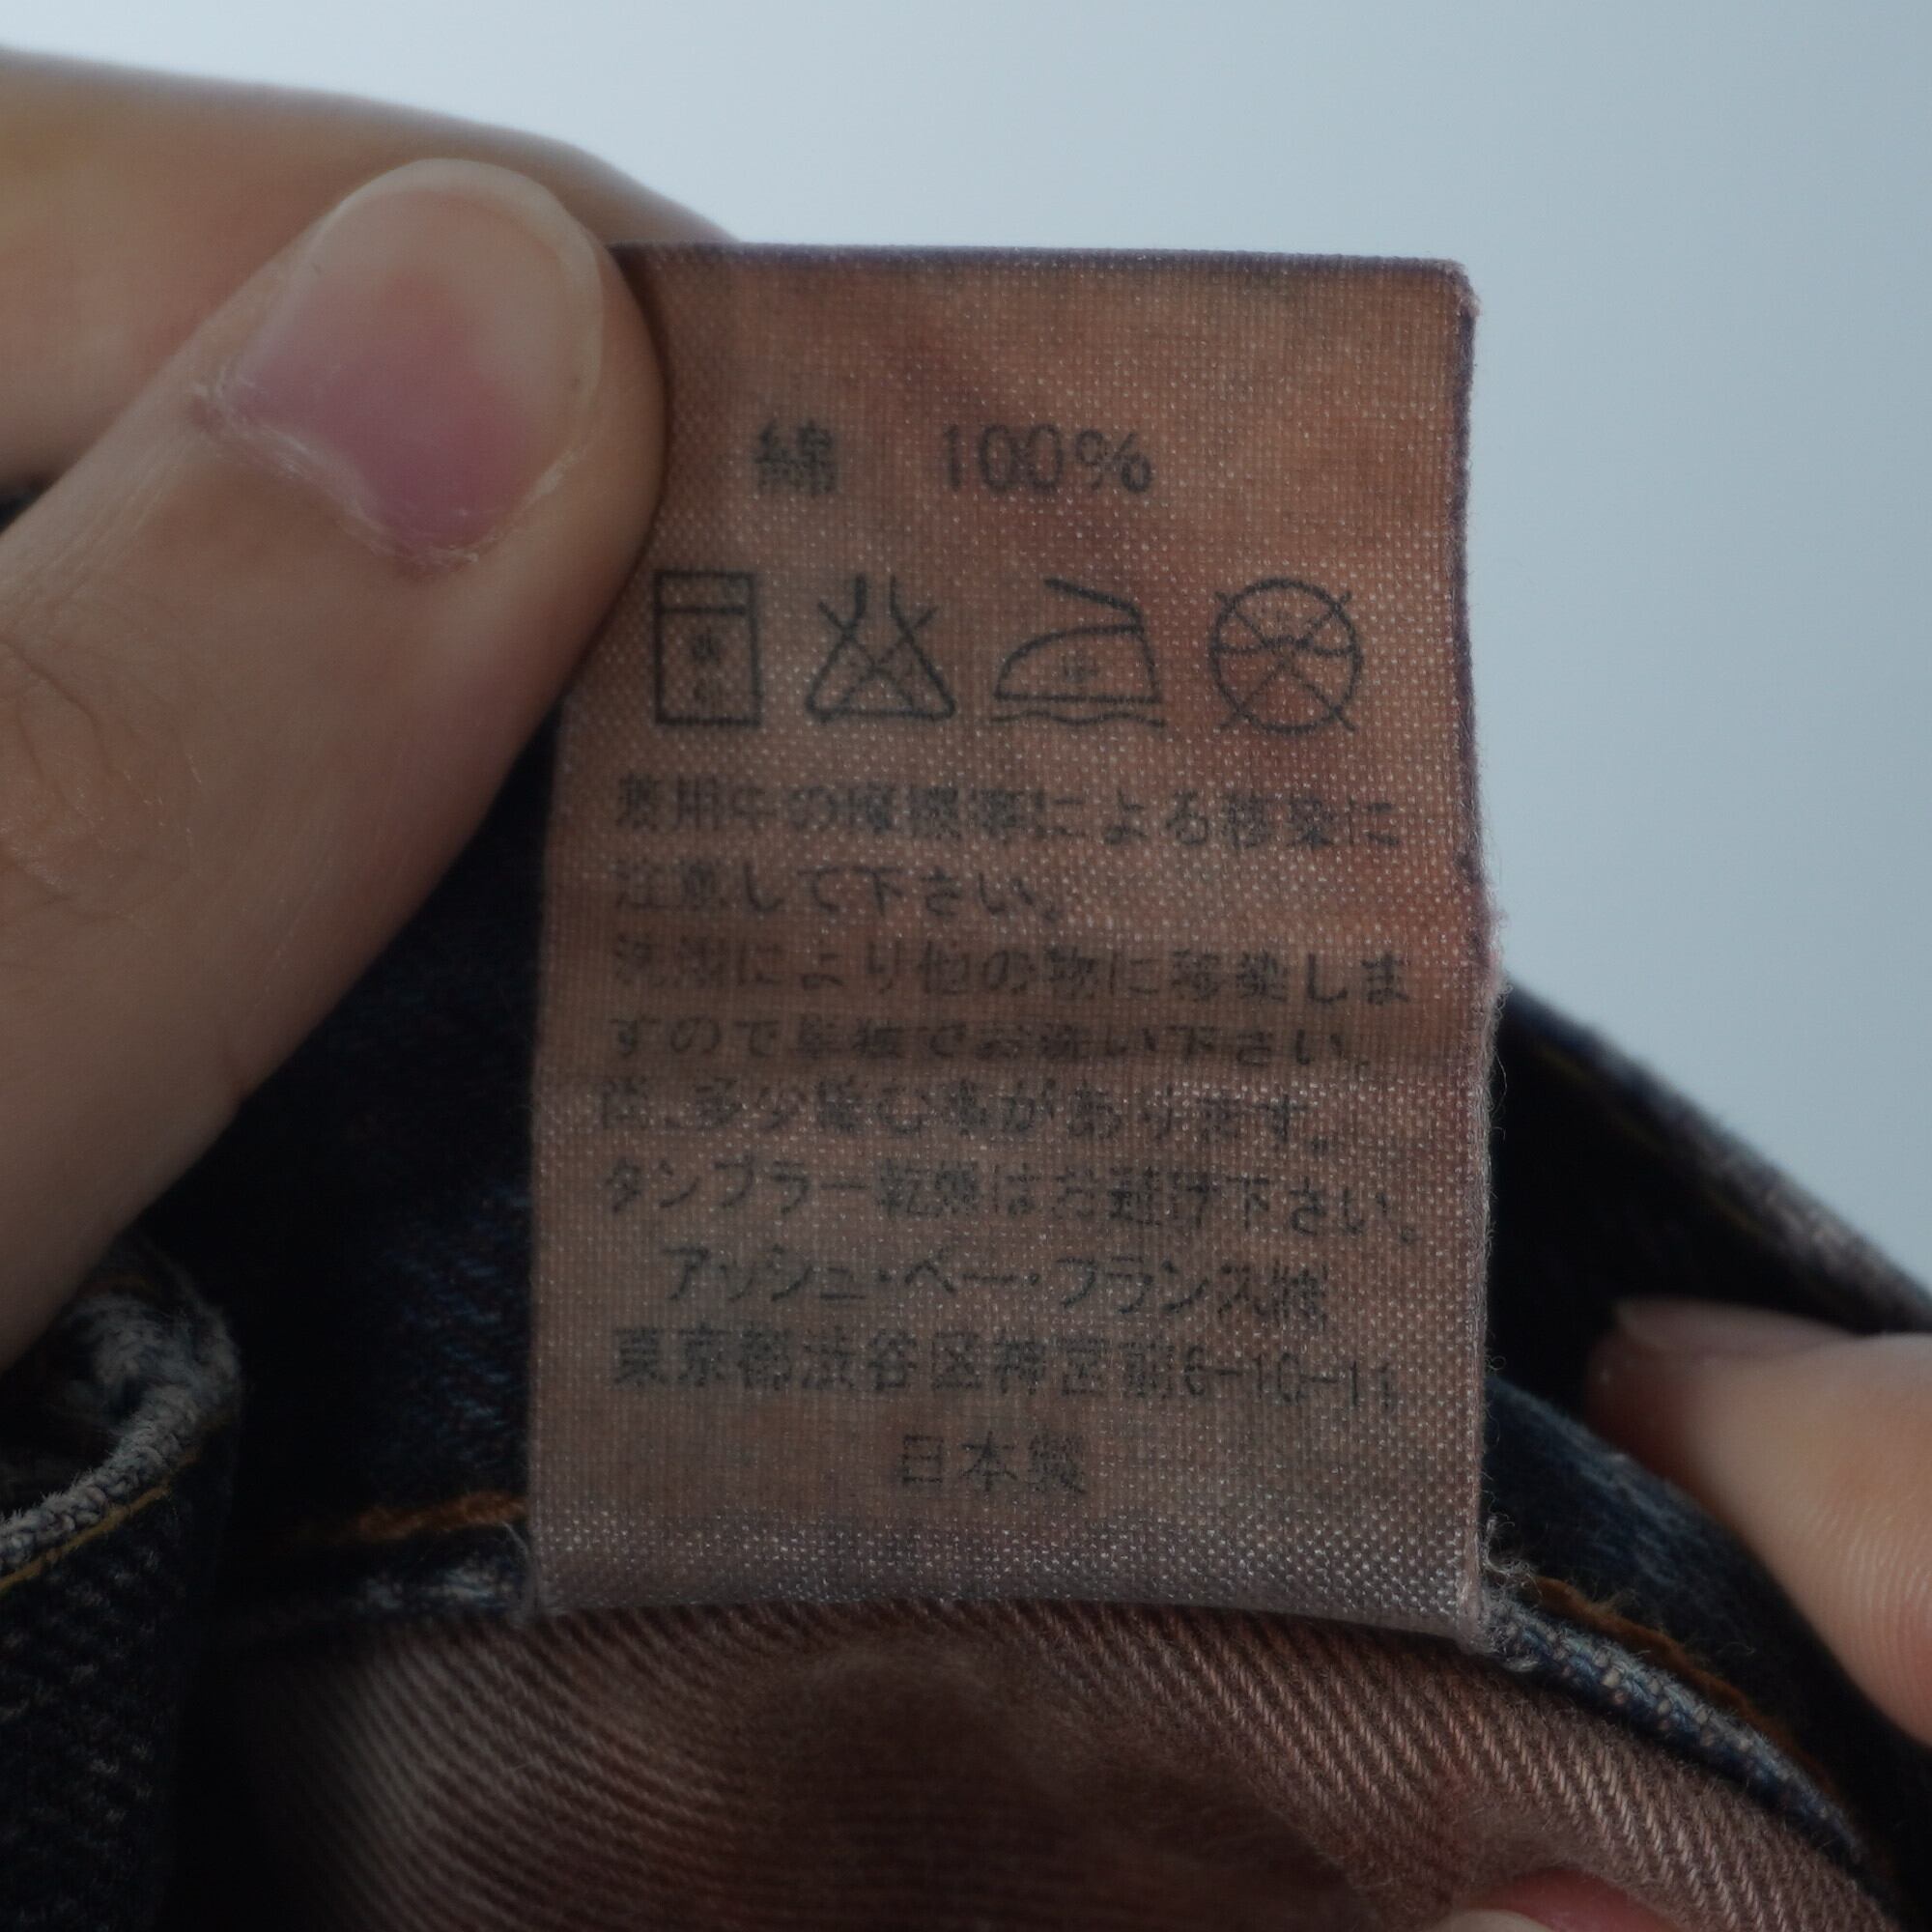 綿 100%
中
着用中の摩擦等による移染に
注意して下さい。
洗濯により他の物に移染しま
すので単独でお洗い下さい。
尚、多少縮む事があります。
タンブラー乾燥はお避け下さい。
アッシュ・ペー・フランス㈱
東京都渋谷区神宮前6-10-11
日本製